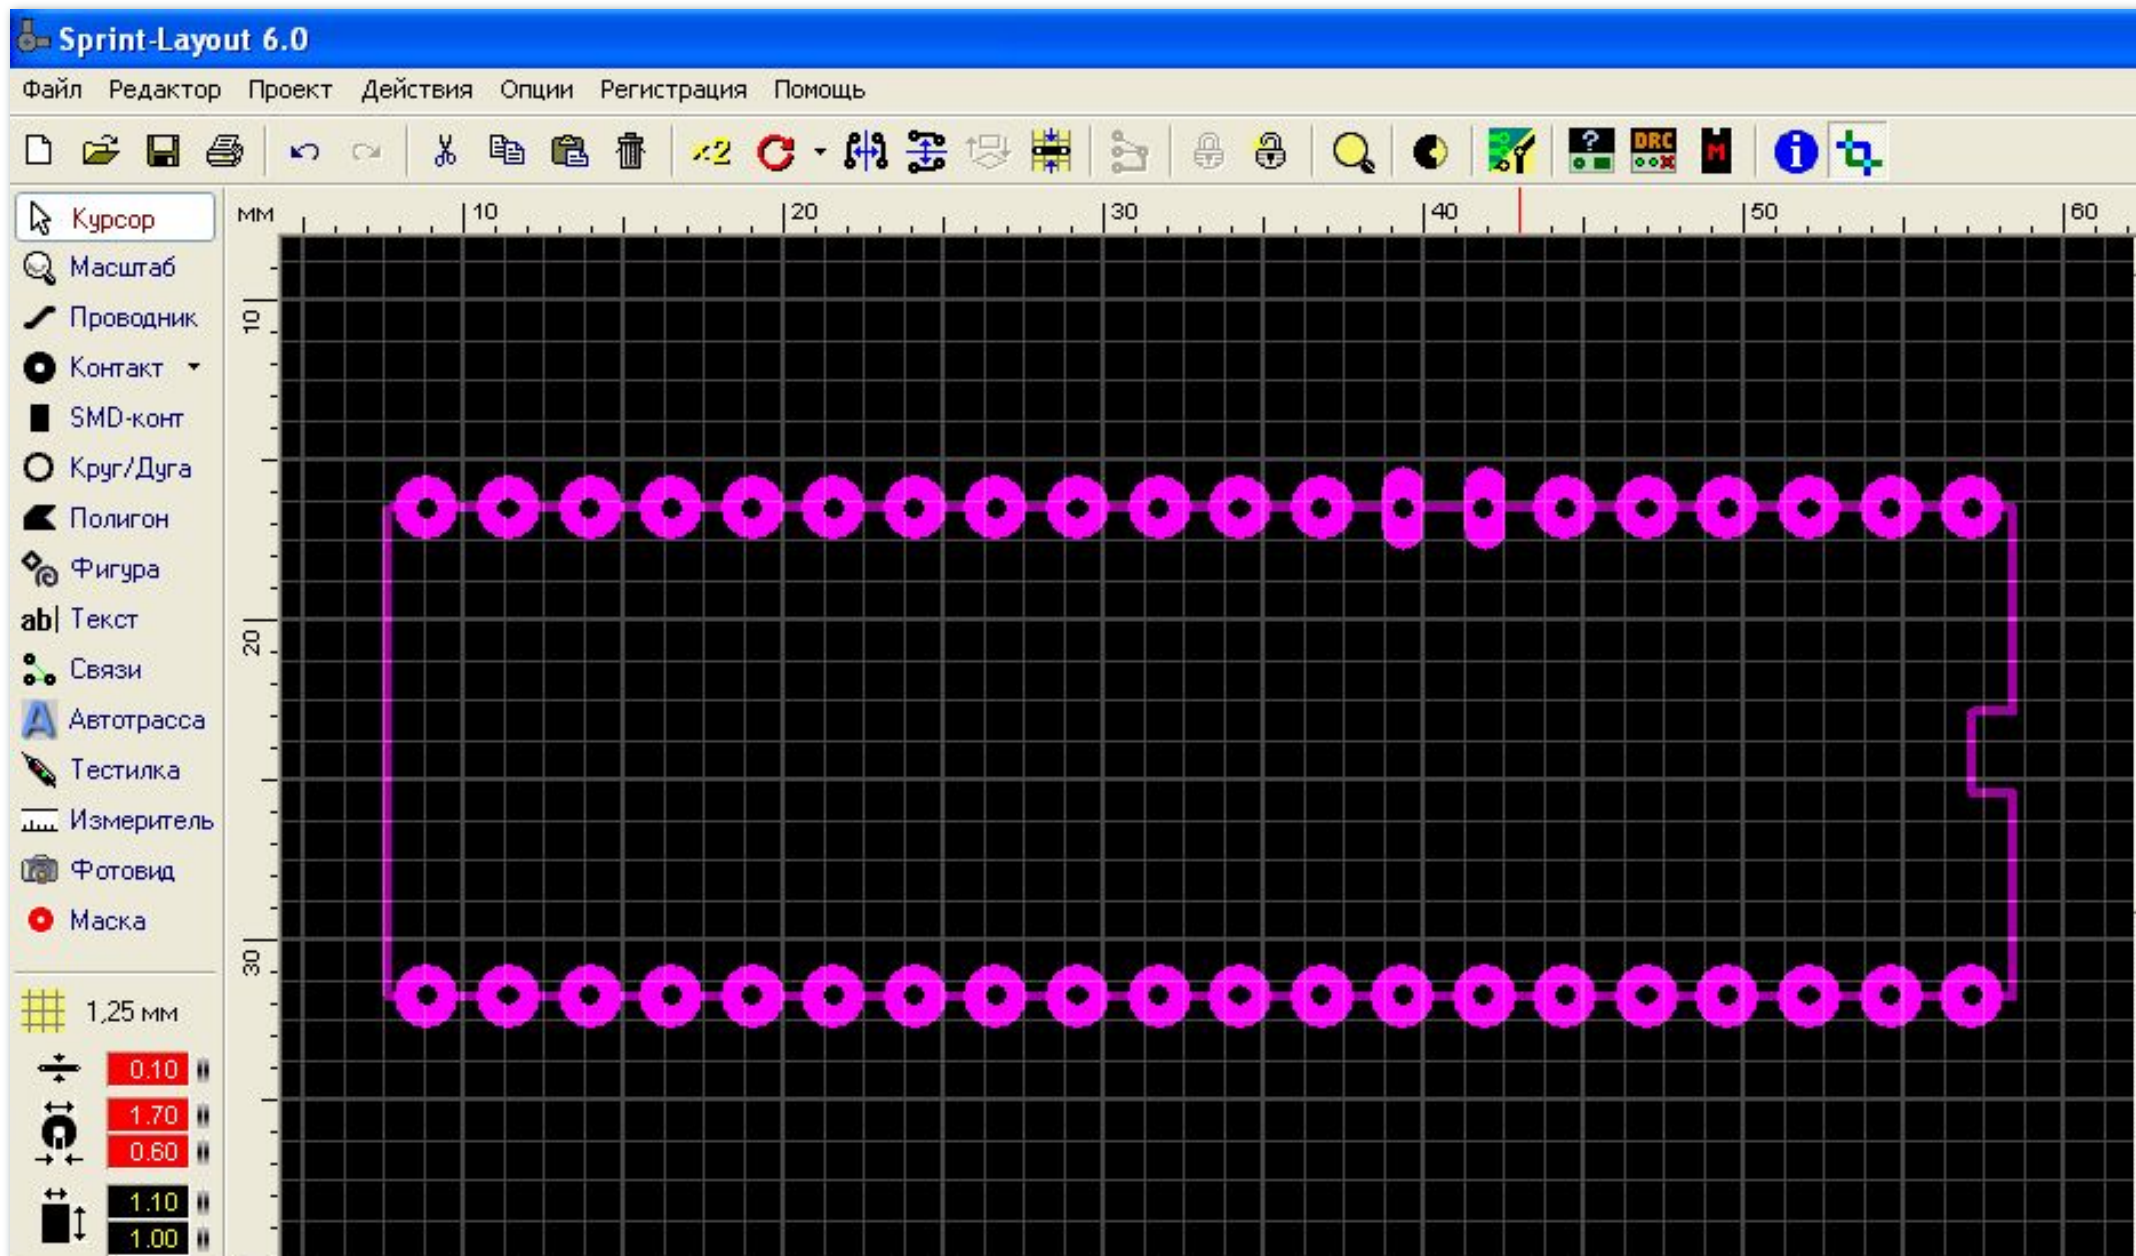 Sprint-Layout 6.0
Файл Редактор Проект Действия Опции Регистрация Помощь
×2 ? DRC M i
Курсор
мм 10 20 30 40 50 60
Масштаб
Проводник
10
Контакт
SMD-конт
Круг/Дуга
Полигон
Фигура
ab| Текст
20
Связи
A Автотрасса
Тестилка
Измеритель
Фотовид
Маска
30
1,25 мм
0.10
1.70
0.60
1.10
1.00